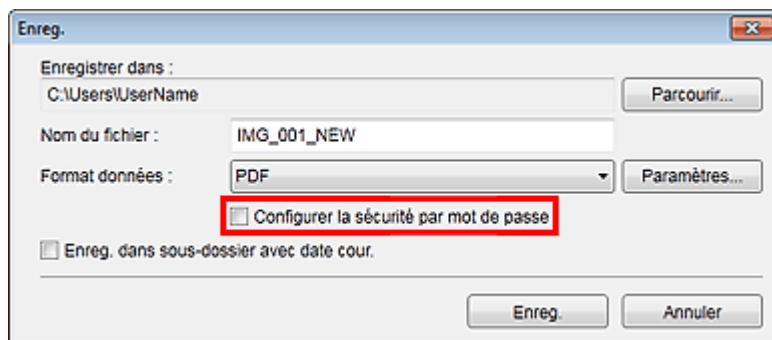 Enreg.
Enregistrer dans :
C:\Users\UserName
Parcourir...
Nom du fichier :
IMG_001_NEW
Format données :
PDF
Paramètres...
Configurer la sécurité par mot de passe
Enreg. dans sous-dossier avec date cour.
Enreg.
Annuler